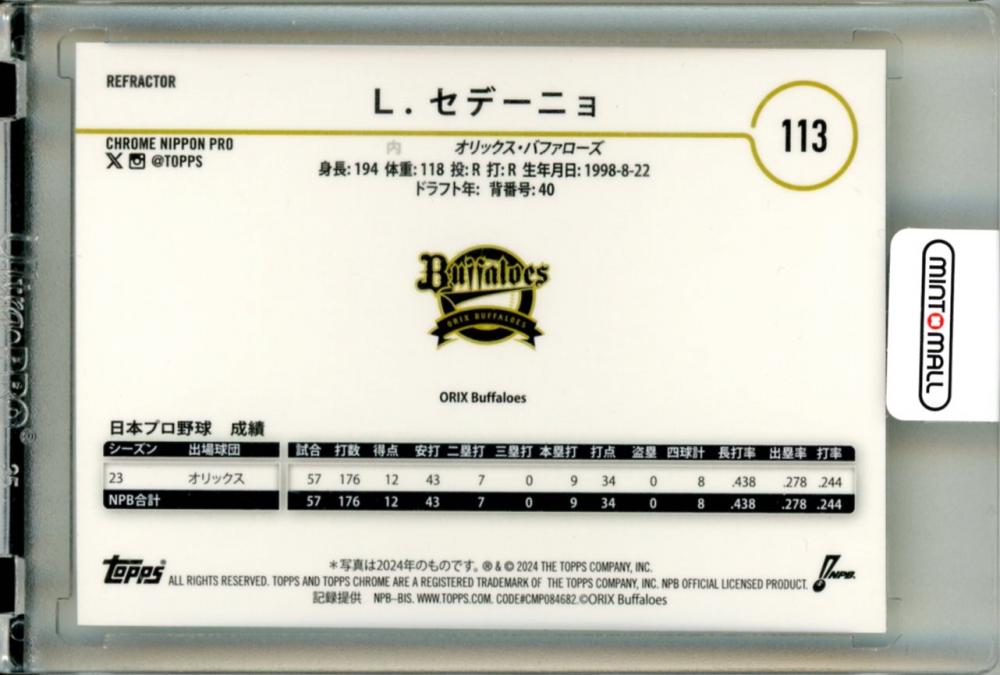 REFRACTOR
L. セデーニョ
113
CHROME NIPPON PRO
@TOPPS
内 オリックス・バファローズ
身長: 194 体重: 118 投: R 打: R 生年月日: 1998-8-22
ドラフト年: 背番号: 40
Buffaloes
ORIX BUFFALOES
ORIX Buffaloes
日本プロ野球 成績
シーズン 出場球団 試合 打数 得点 安打 二塁打 三塁打 本塁打 打点 盗塁 四球計 長打率 出塁率 打率
23 オリックス 57 176 12 43 7 0 9 34 0 8 .438 .278 .244
NPB合計 57 176 12 43 7 0 9 34 0 8 .438 .278 .244
topps
*写真は2024年のものです。 ® & © 2024 THE TOPPS COMPANY, INC.
ALL RIGHTS RESERVED. TOPPS AND TOPPS CHROME ARE A REGISTERED TRADEMARK OF THE TOPPS COMPANY, INC. NPB OFFICIAL LICENSED PRODUCT.
記録提供 NPB-BIS. WWW.TOPPS.COM. CODE#CMP084682. ©ORIX Buffaloes
NPB.
MINT MALL